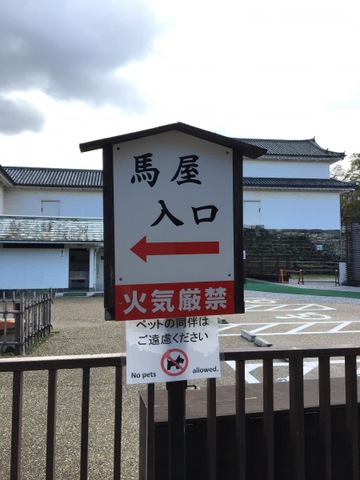 馬屋
入口
火気厳禁
ペットの同伴は
ご遠慮ください
No pets allowed.